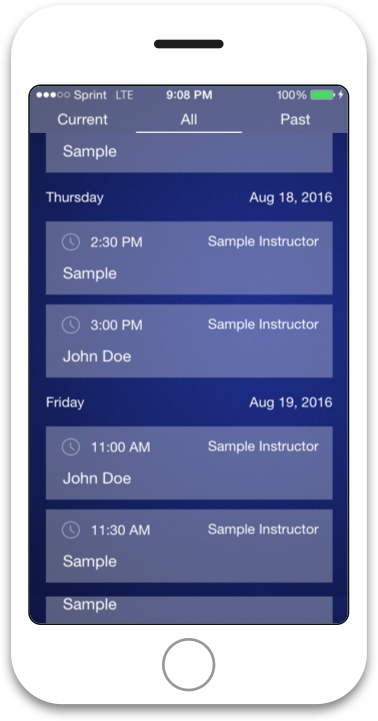 Sprint LTE 9:08 PM 100%
Current All Past
Sample
Thursday Aug 18, 2016
2:30 PM Sample Instructor
Sample
3:00 PM Sample Instructor
John Doe
Friday Aug 19, 2016
11:00 AM Sample Instructor
John Doe
11:30 AM Sample Instructor
Sample
Sample